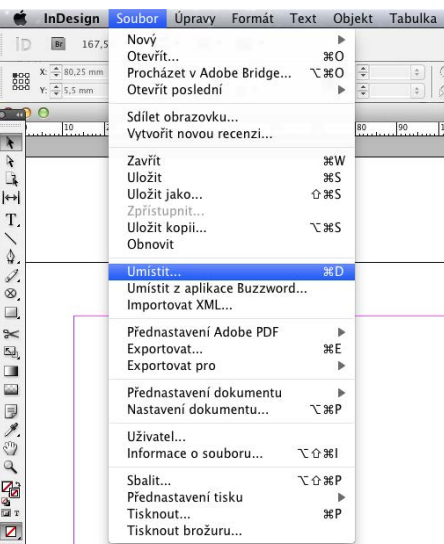 InDesign Soubor Úpravy Formát Text Objekt Tabulka
Br 167,5
X: 80,25 mm
Y: 5,5 mm
Nový
Otevřít... ⌘O
Procházet v Adobe Bridge... ⌥⌘O
Otevřít poslední
Sdílet obrazovku...
Vytvořit novou recenzi...
10 80 90
Zavřít ⌘W
Uložit ⌘S
Uložit jako... ⇧⌘S
Zpřístupnit...
Uložit kopii... ⌥⌘S
Obnovit
Umístit... ⌘D
Umístit z aplikace Buzzword...
Importovat XML...
Přednastavení Adobe PDF
Exportovat... ⌘E
Exportovat pro
Přednastavení dokumentu
Nastavení dokumentu... ⌥⌘P
Uživatel...
Informace o souboru... ⌥⇧⌘I
Sbalit... ⌥⇧⌘P
Přednastavení tisku
Tisknout... ⌘P
Tisknout brožuru...